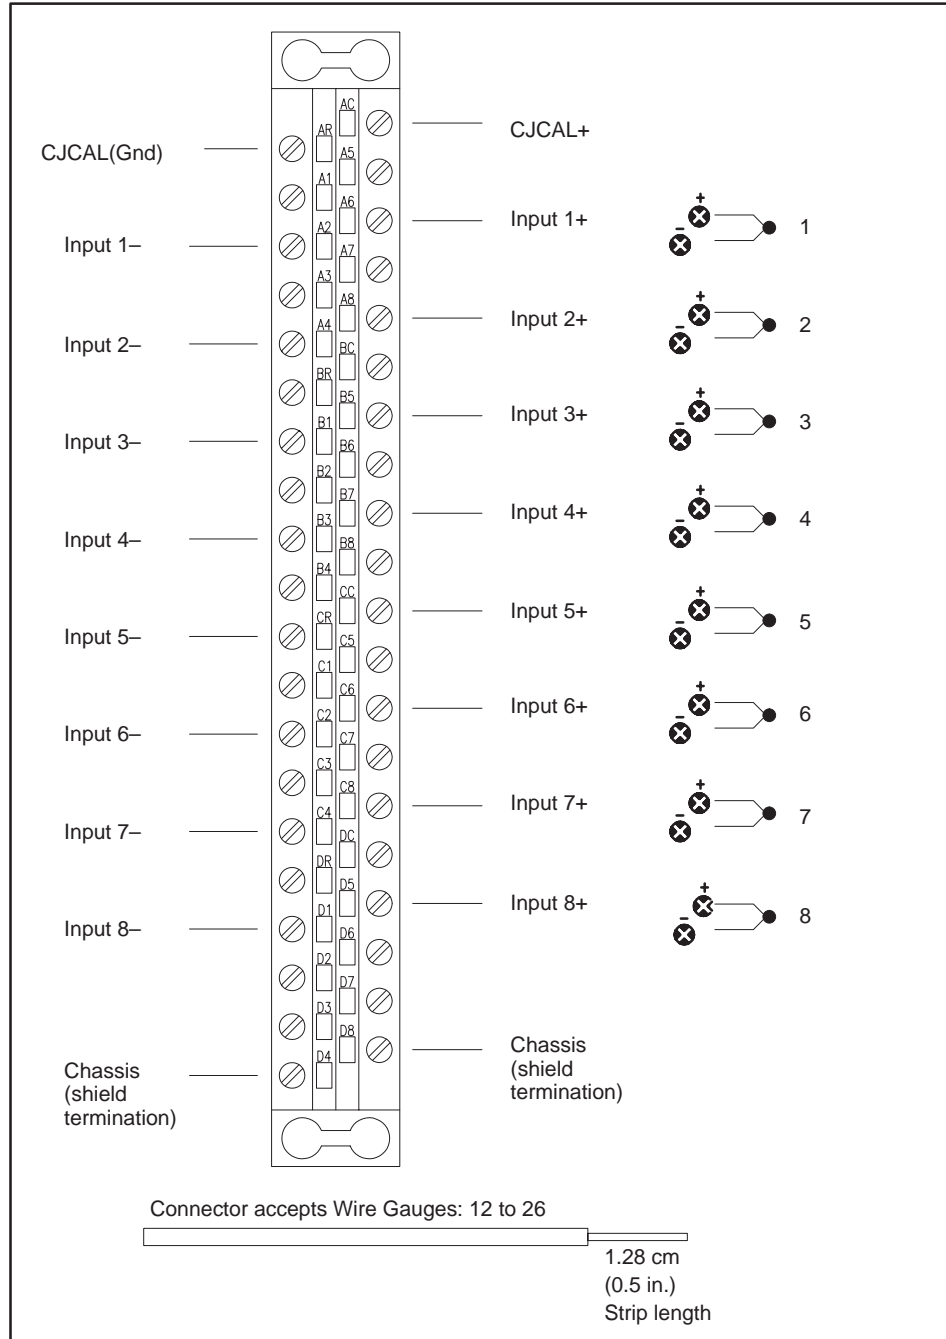 AC
CJCAL+
AR
CJCAL(Gnd)
A5
A1
A6
Input 1+
+
–
1
A2
Input 1–
A7
A3
A8
Input 2+
+
–
2
A4
Input 2–
BC
BR
B5
Input 3+
+
–
3
B1
Input 3–
B6
B2
B7
Input 4+
+
–
4
B3
Input 4–
B8
B4
CC
Input 5+
+
–
5
CR
Input 5–
C5
C1
C6
Input 6+
+
–
6
C2
Input 6–
C7
C3
C8
Input 7+
+
–
7
C4
Input 7–
DC
DR
D5
Input 8+
+
–
8
D1
Input 8–
D6
D2
D7
D3
D8
Chassis
(shield
termination)
D4
Chassis
(shield
termination)
Connector accepts Wire Gauges: 12 to 26
1.28 cm
(0.5 in.)
Strip length